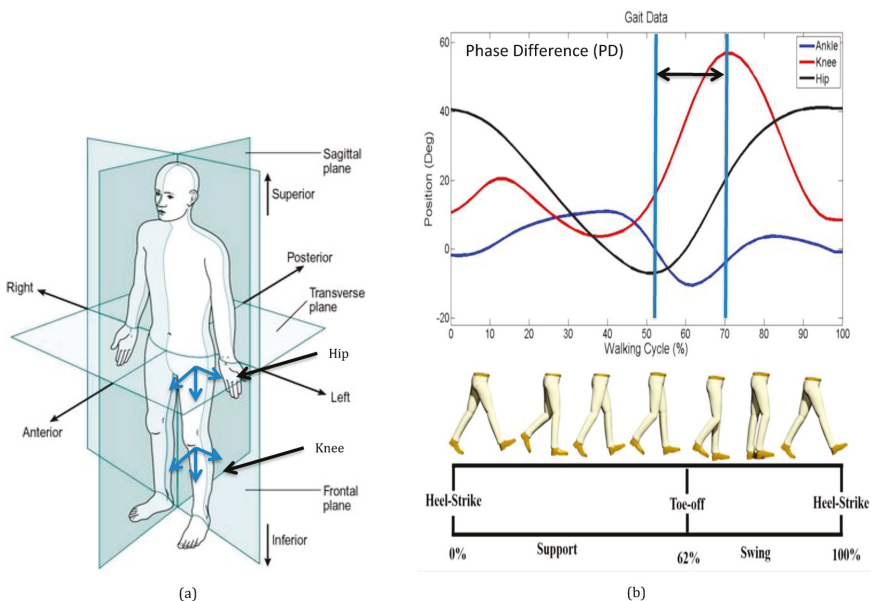 Sagittal
plane
Superior
Posterior
Right
Transverse
plane
Hip
Left
Anterior
Knee
Frontal
plane
Inferior
(a)
Gait Data
Phase Difference (PD)
Ankle
Knee
Hip
Position (Deg)
60
40
20
0
-20
0 10 20 30 40 50 60 70 80 90 100
Walking Cycle (%)
Heel-Strike Toe-off Heel-Strike
Support Swing
0% 62% 100%
(b)